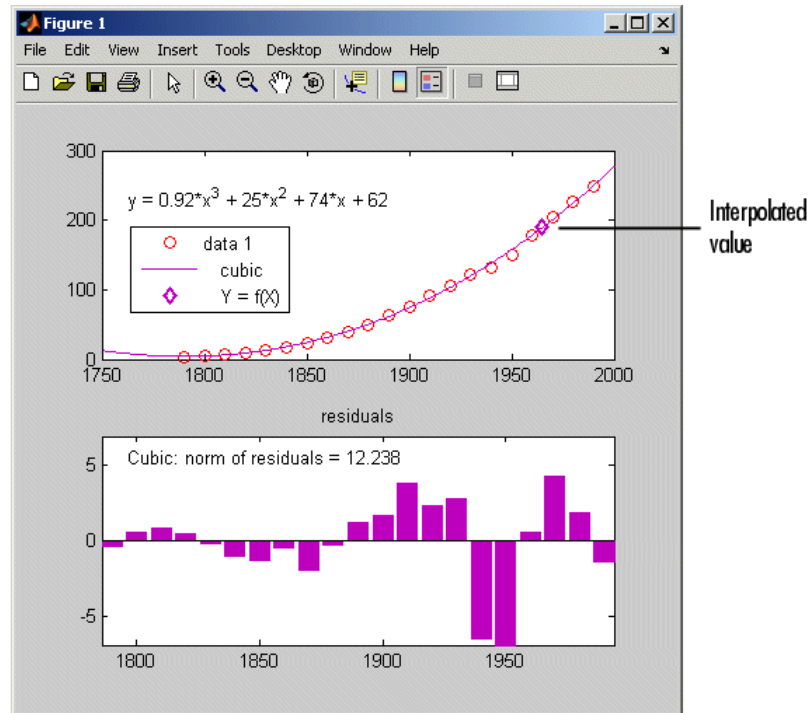 Figure 1
File Edit View Insert Tools Desktop Window Help
300
y = 0.92*x³ + 25*x² + 74*x + 62
200
data 1
cubic
Y = f(X)
100
0
1750 1800 1850 1900 1950 2000
Interpolated
value
residuals
Cubic: norm of residuals = 12.238
5
0
-5
1800 1850 1900 1950